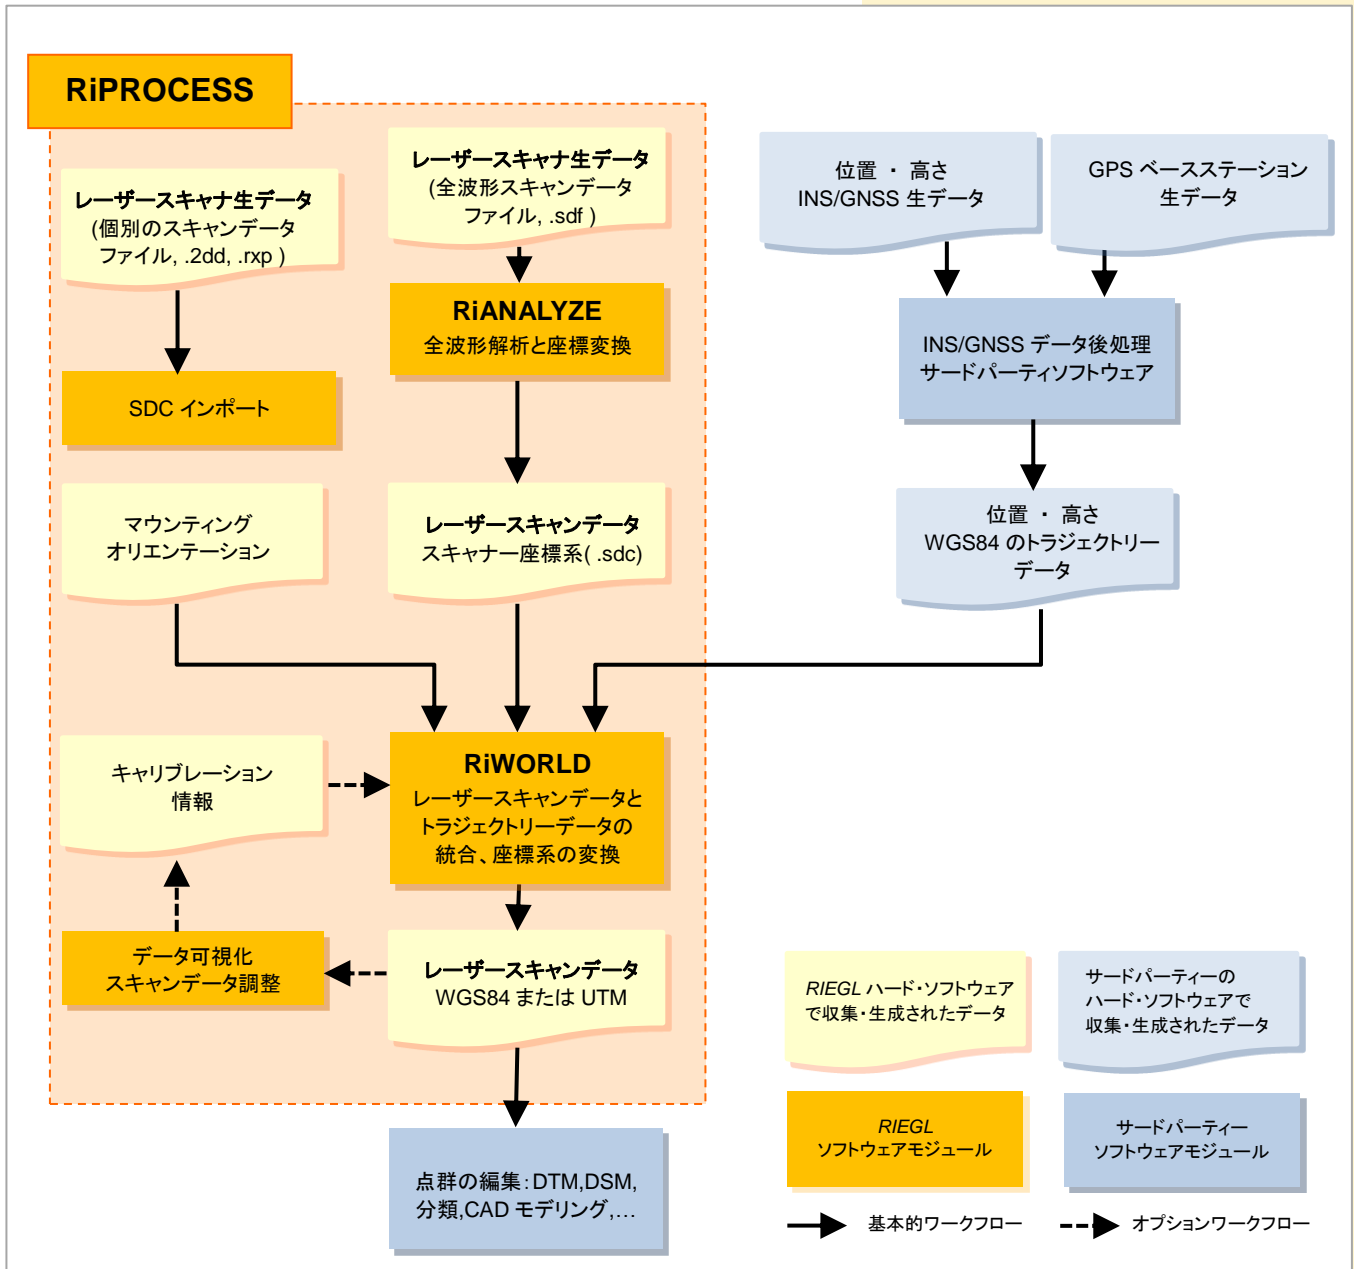 RiPROCESS
レーザースキャナ生データ
(個別のスキャンデータ
ファイル, .2dd, .rxp )
レーザースキャナ生データ
(全波形スキャンデータ
ファイル, .sdf )
位置 ・ 高さ
INS/GNSS 生データ
GPS ベースステーション
生データ
RiANALYZE
全波形解析と座標変換
INS/GNSS データ後処理
サードパーティソフトウェア
SDC インポート
マウンティング
オリエンテーション
レーザースキャンデータ
スキャナー座標系( .sdc)
位置 ・ 高さ
WGS84 のトラジェクトリー
データ
キャリブレーション
情報
RiWORLD
レーザースキャンデータと
トラジェクトリーデータの
統合、座標系の変換
データ可視化
スキャンデータ調整
レーザースキャンデータ
WGS84 または UTM
点群の編集：DTM,DSM,
分類,CAD モデリング,…
RIEGL ハード・ソフトウェア
で収集・生成されたデータ
サードパーティーの
ハード・ソフトウェアで
収集・生成されたデータ
RIEGL
ソフトウェアモジュール
サードパーティー
ソフトウェアモジュール
基本的ワークフロー
オプションワークフロー